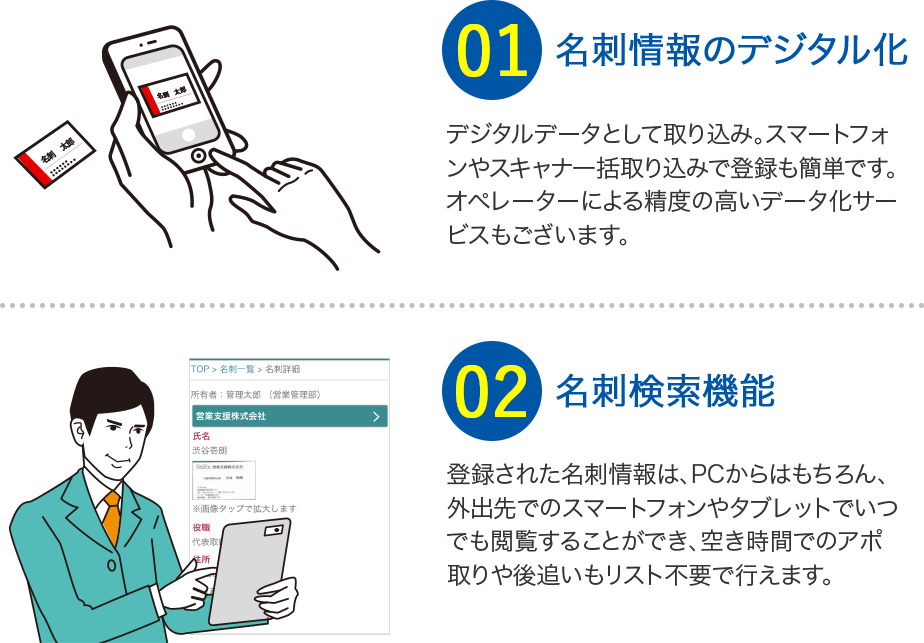 01 名刺情報のデジタル化
デジタルデータとして取り込み。スマートフォ
ンやスキャナ一括取り込みで登録も簡単です。
オペレーターによる精度の高いデータ化サー
ビスもございます。
名刺 太郎
名刺 太郎
02 名刺検索機能
登録された名刺情報は、PCからはもちろん、
外出先でのスマートフォンやタブレットでいつ
でも閲覧することができ、空き時間でのアポ
取りや後追いもリスト不要で行えます。
TOP > 名刺一覧 > 名刺詳細
所有者：管理太郎 （営業管理部）
営業支援株式会社
氏名
渋谷壱朗
営業支援株式会社
※画像タップで拡大します
役職
代表取
住所